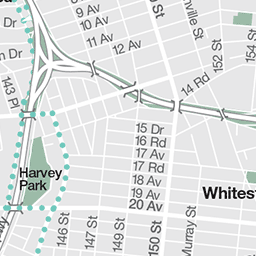 9 Av
10 Av
11 Av
12 Av
n Dr
143 Pl
14 Rd
152 St
154 St
15 Dr
16 Rd
17 Av
17 Rd
18 Av
19 Av
20 Av
Harvey
Park
Whites
146 St
147 St
149 St
150 St
Murray St